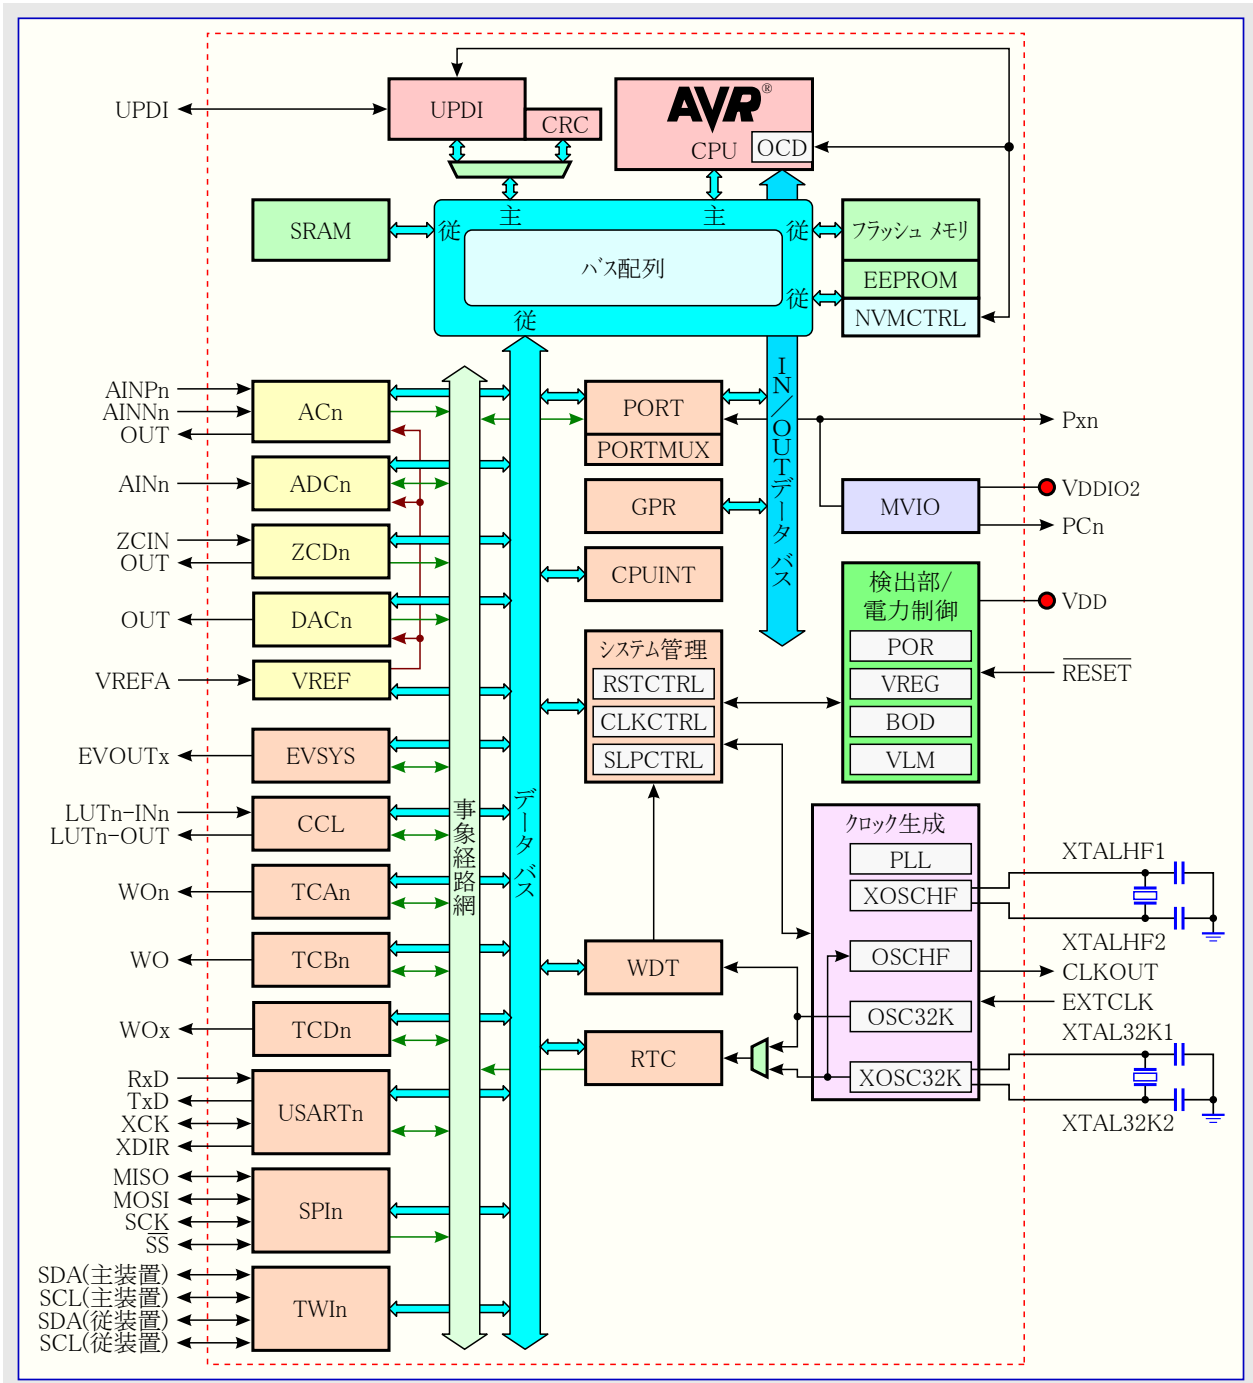 UPDI
UPDI
CRC
AVR®
CPU
OCD
SRAM
主
主
従
従
従
従
バス配列
フラッシュ メモリ
EEPROM
NVMCTRL
AINPn
AINNn
OUT
ACn
AINn
ADCn
ZCIN
OUT
ZCDn
OUT
DACn
VREFA
VREF
EVOUTx
EVSYS
LUTn-INn
LUTn-OUT
CCL
WOn
TCAn
WO
TCBn
WOx
TCDn
RxD
TxD
XCK
XDIR
USARTn
MISO
MOSI
SCK
SS
SPIn
SDA(主装置)
SCL(主装置)
SDA(従装置)
SCL(従装置)
TWIn
事象経路網
データ バス
IN/OUTデータ バス
PORT
PORTMUX
GPR
CPUINT
システム管理
RSTCTRL
CLKCTRL
SLPCTRL
WDT
RTC
Pxn
MVIO
VDDIO2
PCn
検出部/
電力制御
POR
VREG
BOD
VLM
VDD
RESET
クロック生成
PLL
XOSCHF
OSCHF
OSC32K
XOSC32K
XTALHF1
XTALHF2
CLKOUT
EXTCLK
XTAL32K1
XTAL32K2